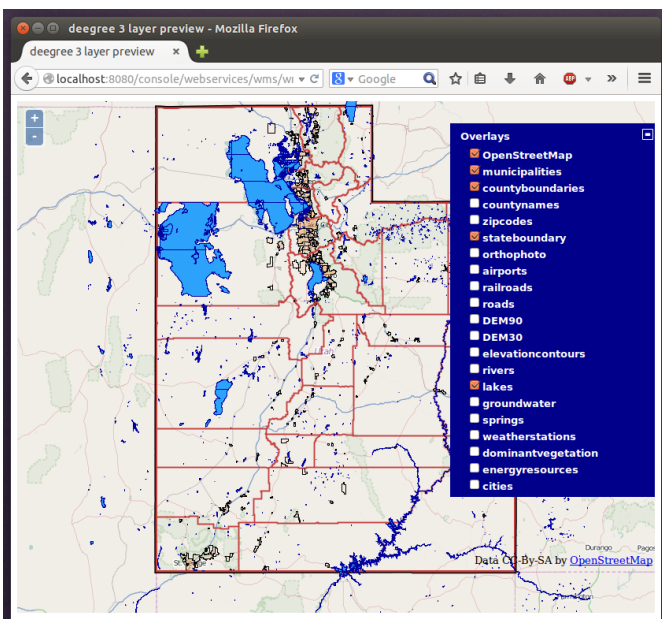 deegree 3 layer preview - Mozilla Firefox
deegree 3 layer preview
localhost:8080/console/webservices/wms/
Google
+
-
Overlays
OpenStreetMap
municipalities
countyboundaries
countynames
zipcodes
stateboundary
orthophoto
airports
railroads
roads
DEM90
DEM30
elevationcontours
rivers
lakes
groundwater
springs
weatherstations
dominantvegetation
energyresources
cities
Utah
Durango
Data CC-By-SA by OpenStreetMap